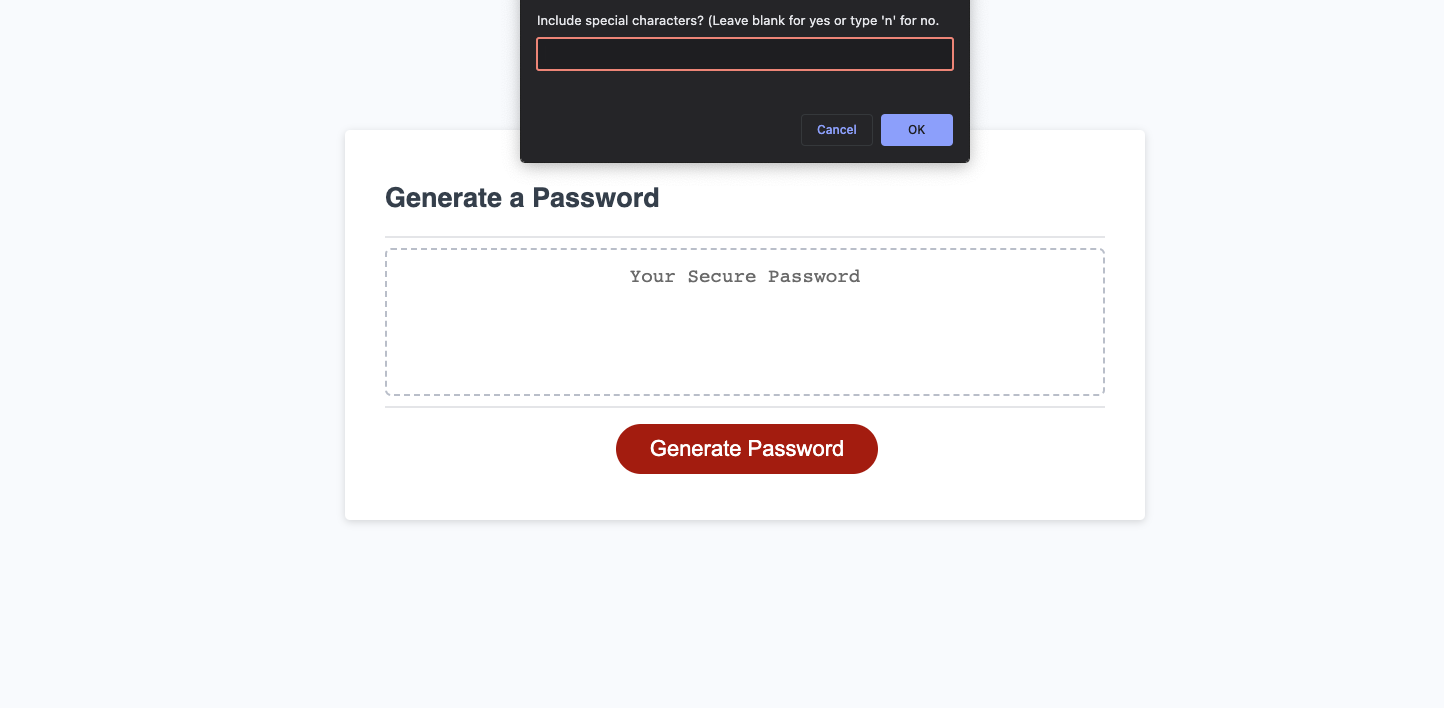 Include special characters? (Leave blank for yes or type 'n' for no.
Cancel
OK
Generate a Password
Your Secure Password
Generate Password